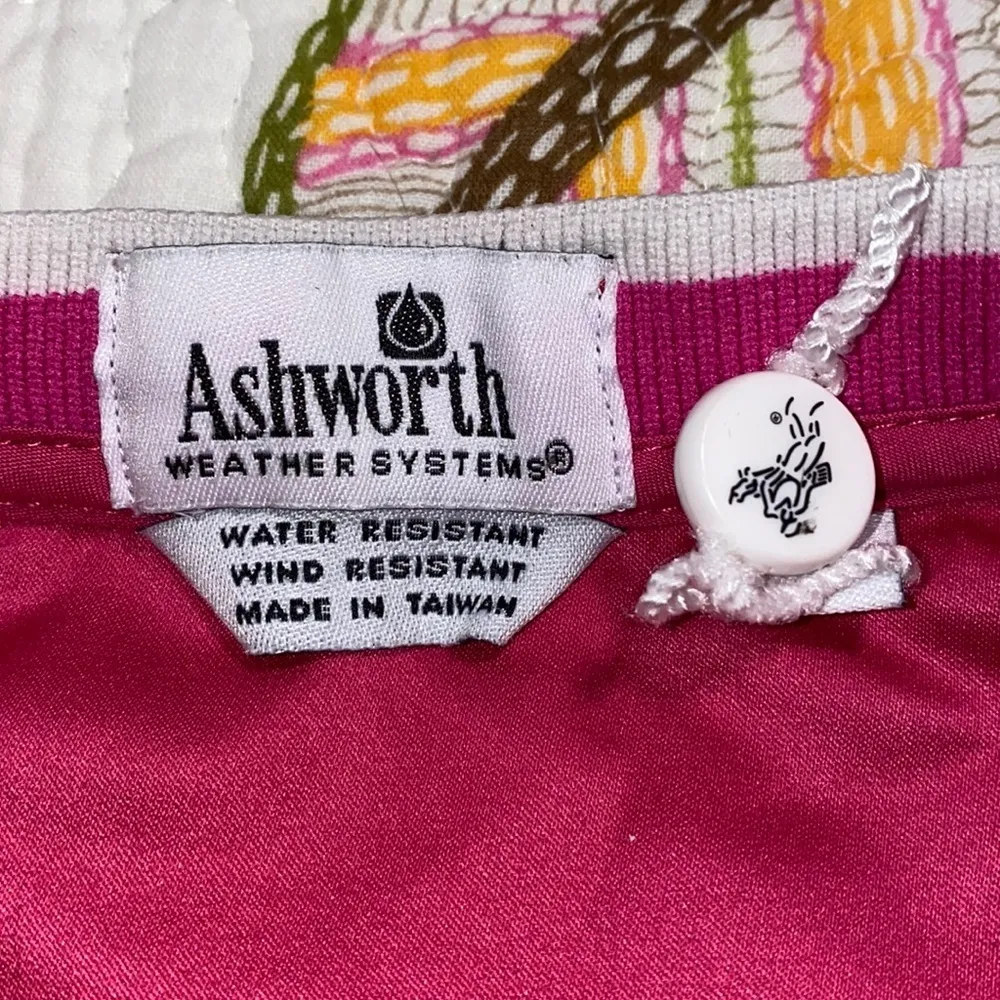 Ashworth
WEATHER SYSTEMS®
WATER RESISTANT
WIND RESISTANT
MADE IN TAIWAN
®